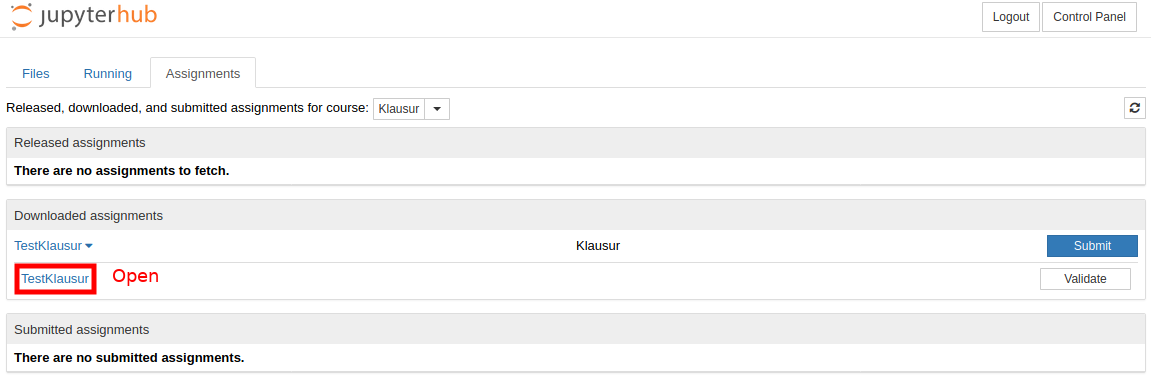 jupyterhub
Logout Control Panel
Files Running Assignments
Released, downloaded, and submitted assignments for course: Klausur
Released assignments
There are no assignments to fetch.
Downloaded assignments
TestKlausur Klausur Submit
TestKlausur Open Validate
Submitted assignments
There are no submitted assignments.